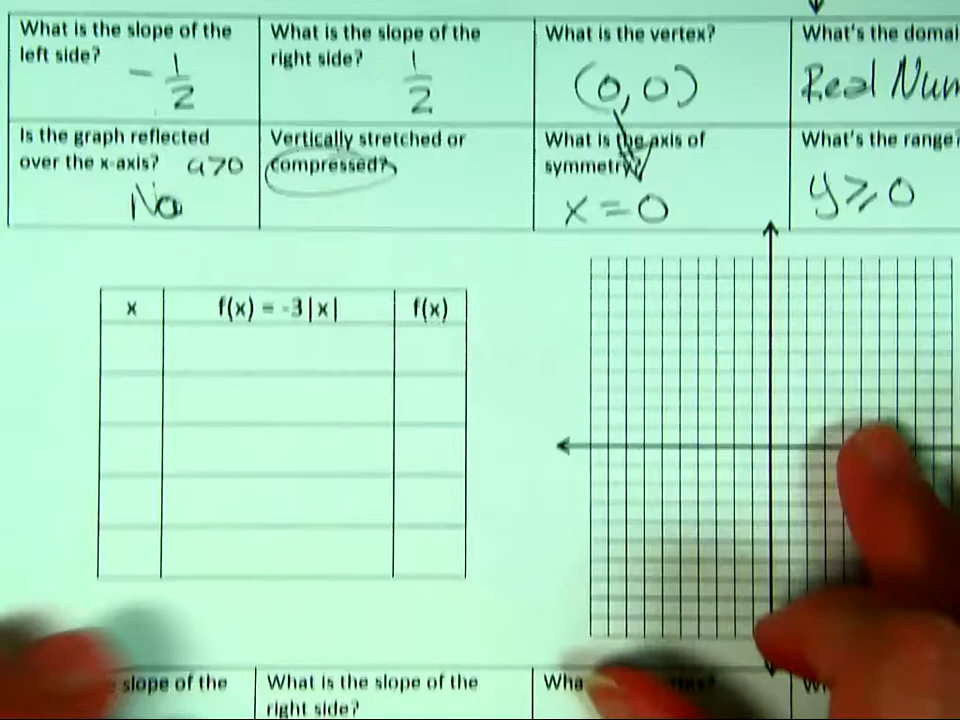 What is the slope of the
left side?
- 1/2
What is the slope of the
right side?
1/2
What is the vertex?
(0,0)
What's the domai
Real Num
Is the graph reflected
over the x-axis? a>0
No
Vertically stretched or
compressed?
What is the axis of
symmetry?
x=0
What's the range?
y≥0
x f(x) = -3|x| f(x)
slope of the
What is the slope of the
right side?
Wha